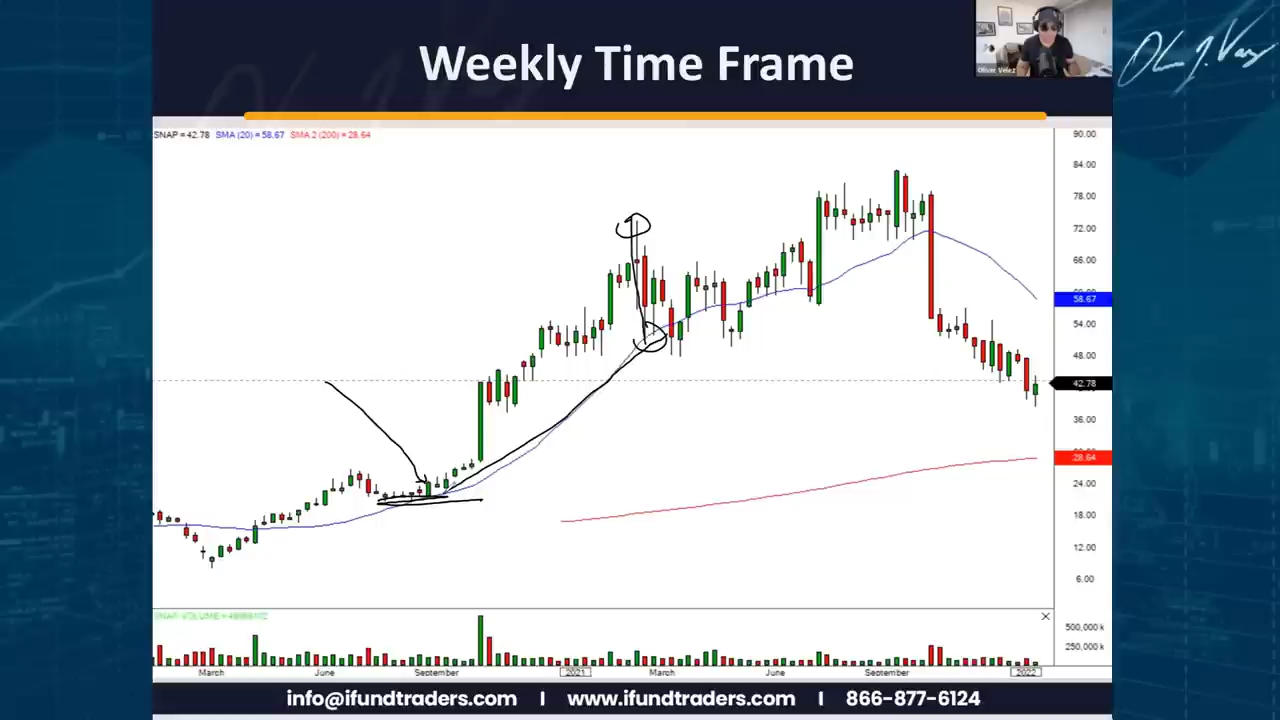 Weekly Time Frame
Oliver Velez
SNAP = 42.78 SMA (20) = 58.67 SMA 2 (200) = 28.64
90.00
84.00
78.00
72.00
66.00
58.67
54.00
48.00
42.78
36.00
28.64
24.00
18.00
12.00
6.00
500,000 k
250,000 k
March June September 2021 March June September 2022
info@ifundtraders.com | www.ifundtraders.com | 866-877-6124